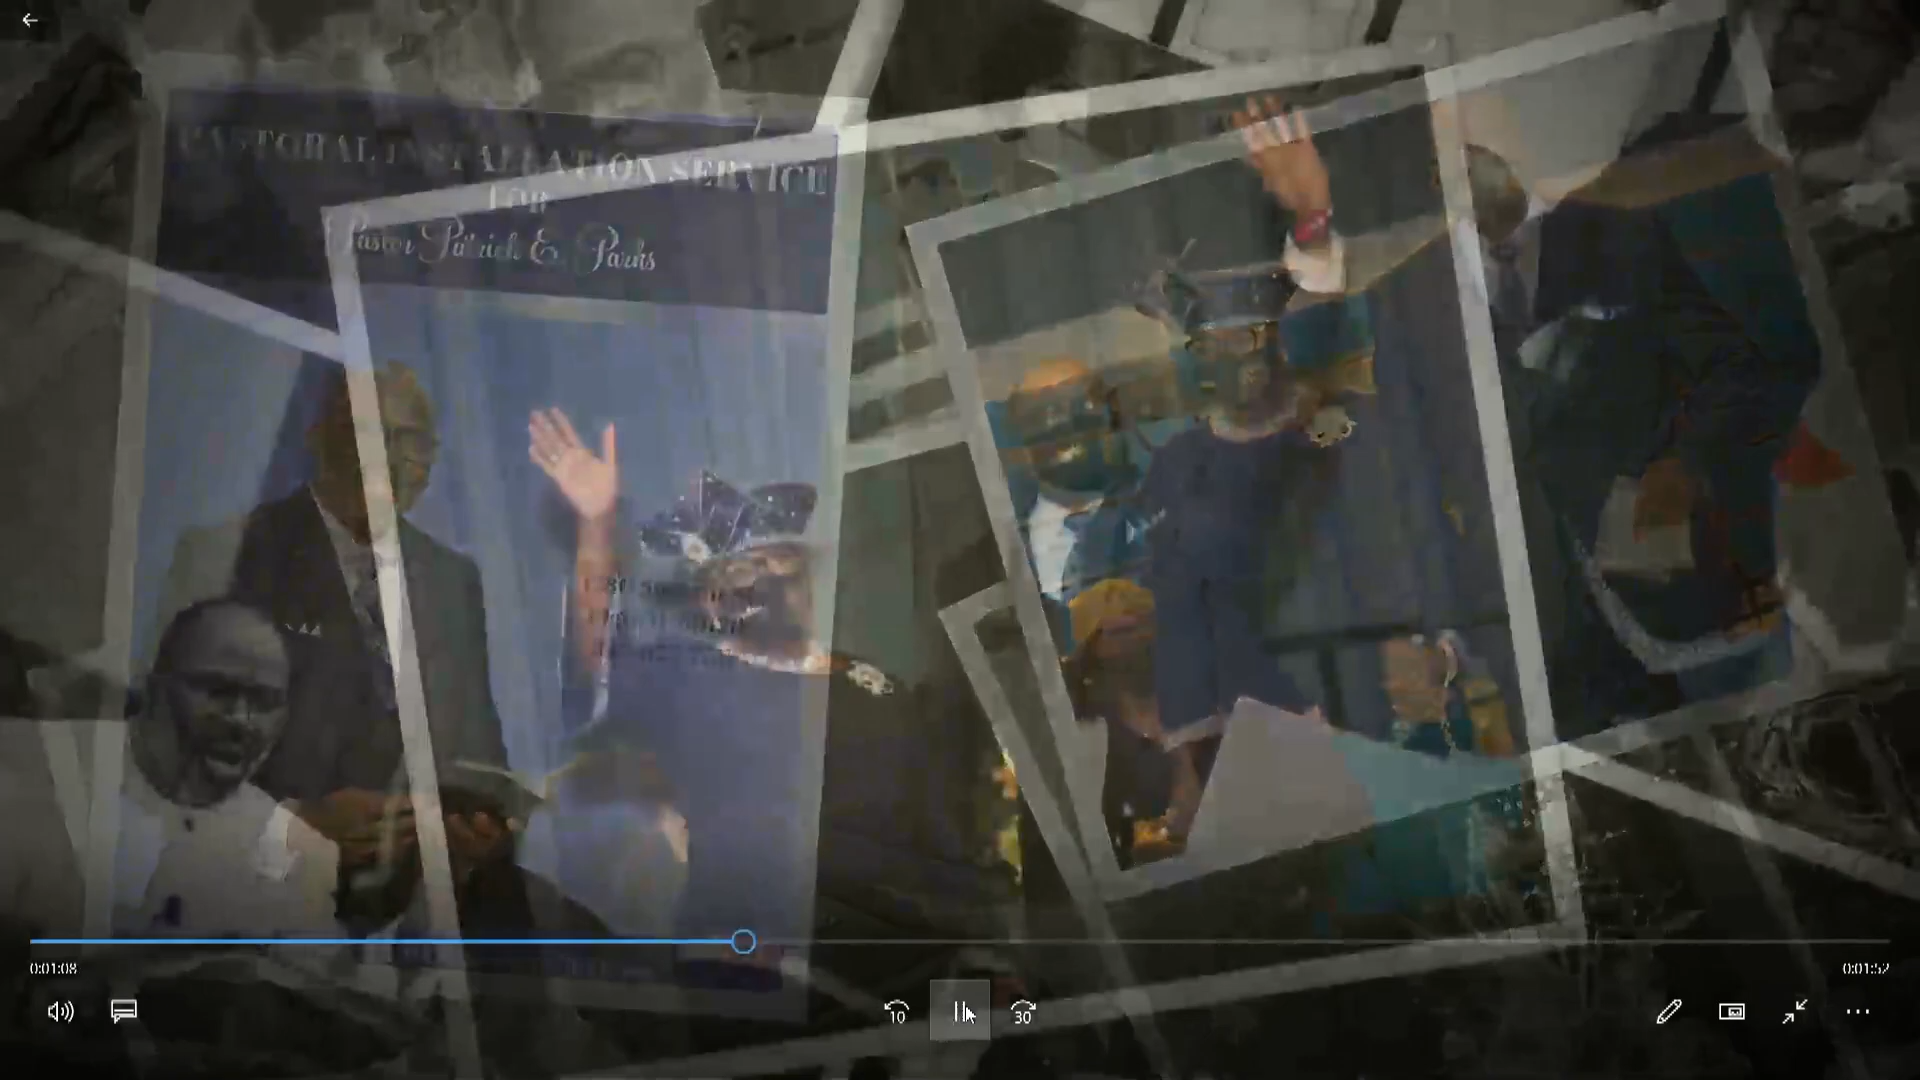 PASTORAL INSTALLATION SERVICE
FOR
Pastor Patrick E. Parks
0:01:08
0:01:52
10
30